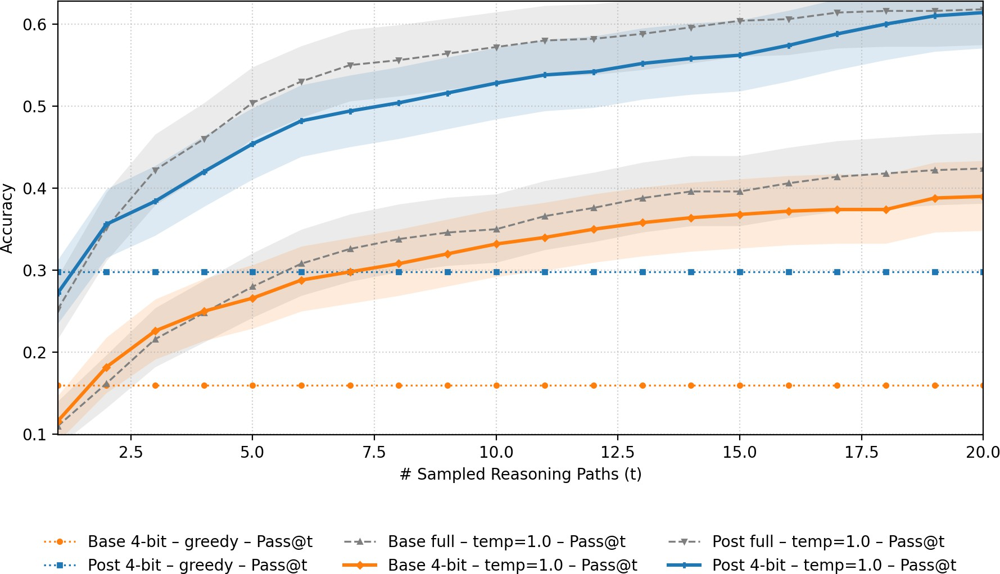 0.6
0.5
0.4
0.3
0.2
0.1
Accuracy
2.5 5.0 7.5 10.0 12.5 15.0 17.5 20.0
# Sampled Reasoning Paths (t)
Base 4-bit – greedy – Pass@t Base full – temp=1.0 – Pass@t Post full – temp=1.0 – Pass@t
Post 4-bit – greedy – Pass@t Base 4-bit – temp=1.0 – Pass@t Post 4-bit – temp=1.0 – Pass@t